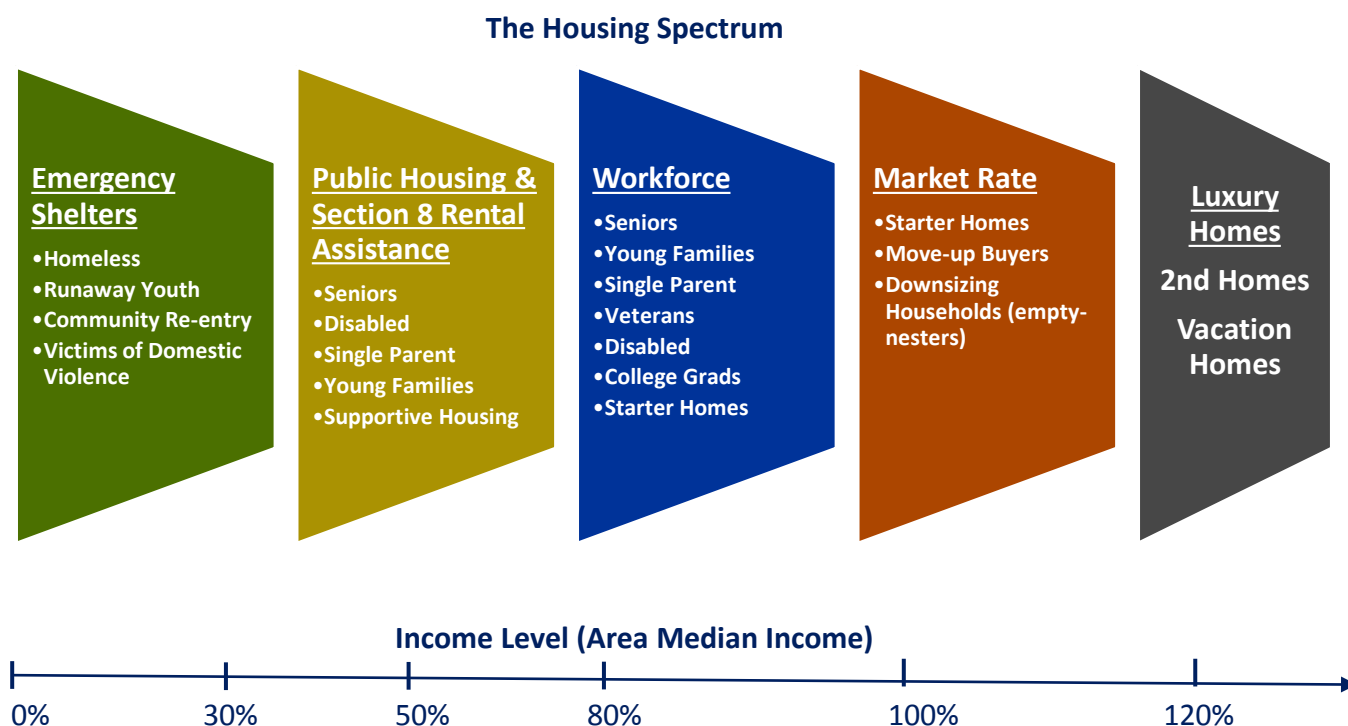 The Housing Spectrum
Emergency
Shelters
•Homeless
•Runaway Youth
•Community Re-entry
•Victims of Domestic
Violence
Public Housing &
Section 8 Rental
Assistance
•Seniors
•Disabled
•Single Parent
•Young Families
•Supportive Housing
Workforce
•Seniors
•Young Families
•Single Parent
•Veterans
•Disabled
•College Grads
•Starter Homes
Market Rate
•Starter Homes
•Move-up Buyers
•Downsizing
Households (empty-
nesters)
Luxury
Homes
2nd Homes
Vacation
Homes
Income Level (Area Median Income)
0% 30% 50% 80% 100% 120%